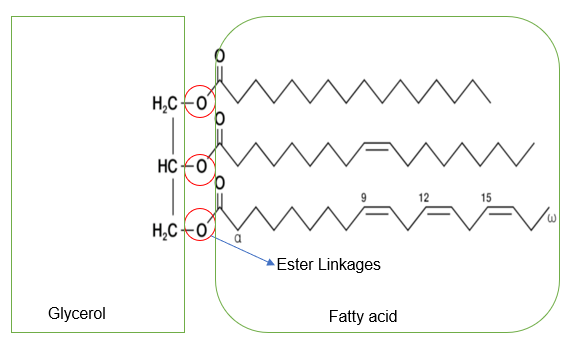 O
H₂C O
O
HC O
O
9 12 15
H₂C O
α ω
Ester Linkages
Glycerol
Fatty acid